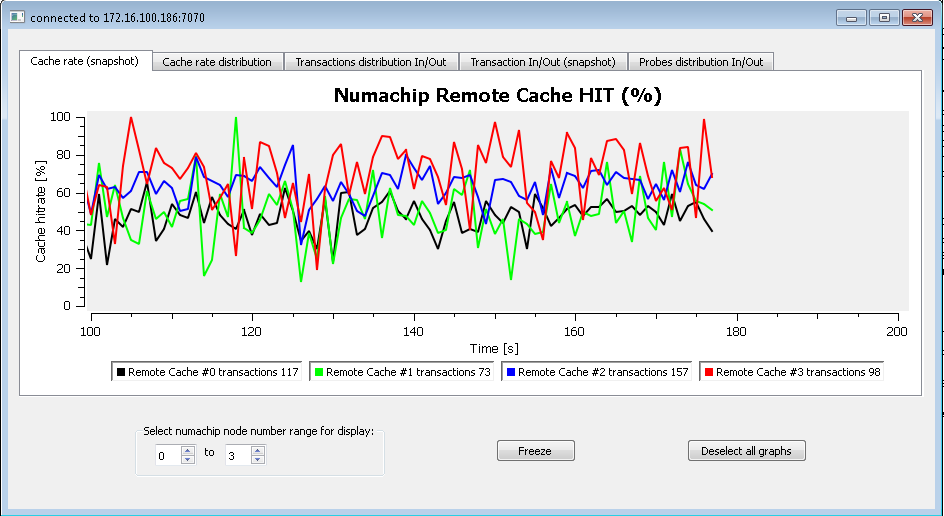 connected to 172.16.100.186:7070
Cache rate (snapshot) Cache rate distribution Transactions distribution In/Out Transaction In/Out (snapshot) Probes distribution In/Out
Numachip Remote Cache HIT (%)
Cache hitrate [%]
100
80
60
40
20
0
100 120 140 160 180 200
Time [s]
Remote Cache #0 transactions 117 Remote Cache #1 transactions 73 Remote Cache #2 transactions 157 Remote Cache #3 transactions 98
Select numachip node number range for display:
0 to 3
Freeze
Deselect all graphs